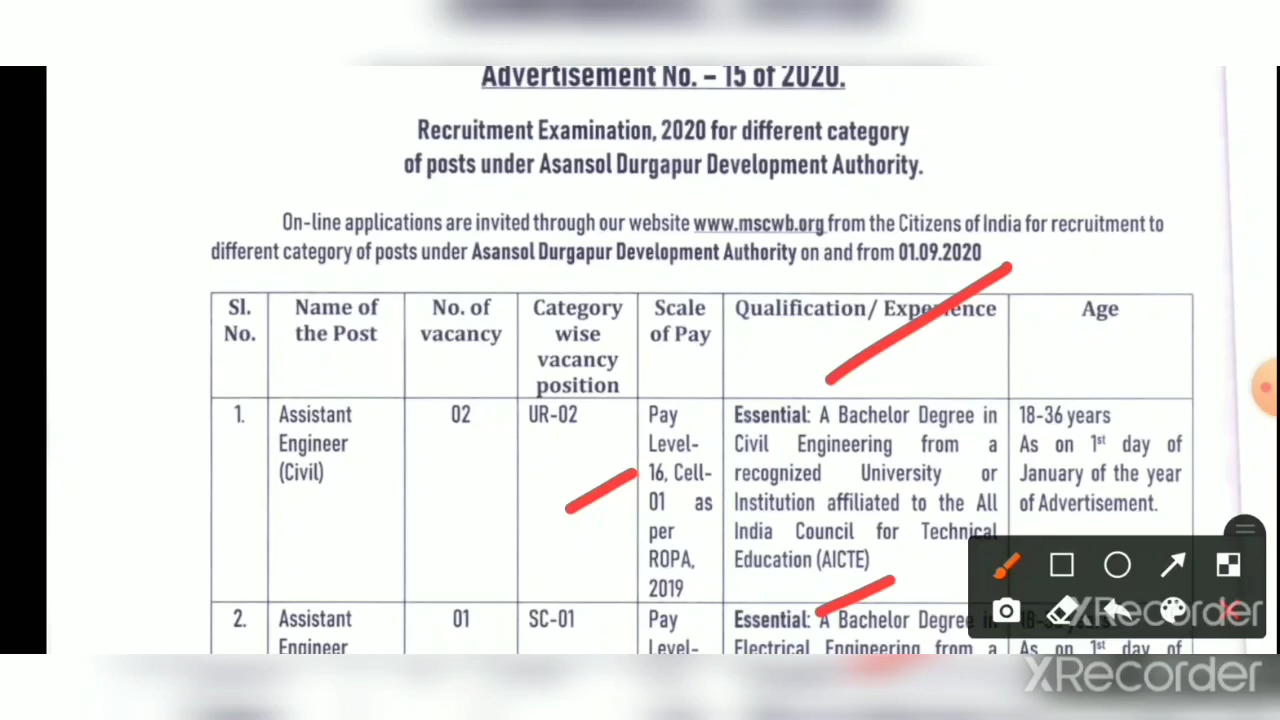 Advertisement No. – 15 of 2020.
Recruitment Examination, 2020 for different category
of posts under Asansol Durgapur Development Authority.
On-line applications are invited through our website www.mscwb.org from the Citizens of India for recruitment to
different category of posts under Asansol Durgapur Development Authority on and from 01.09.2020
Sl. No.
Name of the Post
No. of vacancy
Category wise vacancy position
Scale of Pay
Qualification/ Experience
Age
1.
Assistant
Engineer
(Civil)
02
UR-02
Pay
Level-
16, Cell-
01 as
per
ROPA,
2019
Essential: A Bachelor Degree in
Civil Engineering from a
recognized University or
Institution affiliated to the All
India Council for Technical
Education (AICTE)
18-36 years
As on 1st day of
January of the year
of Advertisement.
2.
Assistant
Engineer
01
SC-01
Pay
Level-
Essential: A Bachelor Degree in
Electrical Engineering from a
As on 1st day of
XRecorder
XRecorder